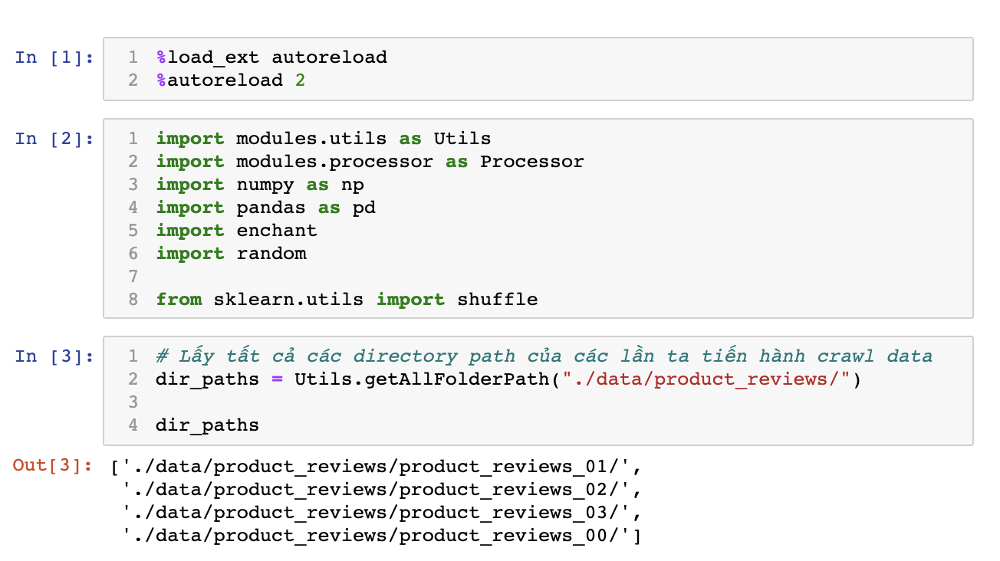 In [1]:
1 %load_ext autoreload
2 %autoreload 2
In [2]:
1 import modules.utils as Utils
2 import modules.processor as Processor
3 import numpy as np
4 import pandas as pd
5 import enchant
6 import random
7
8 from sklearn.utils import shuffle
In [3]:
1 # Lấy tất cả các directory path của các lần ta tiến hành crawl data
2 dir_paths = Utils.getAllFolderPath("./data/product_reviews/")
3
4 dir_paths
Out[3]:
['./data/product_reviews/product_reviews_01/',
'./data/product_reviews/product_reviews_02/',
'./data/product_reviews/product_reviews_03/',
'./data/product_reviews/product_reviews_00/']